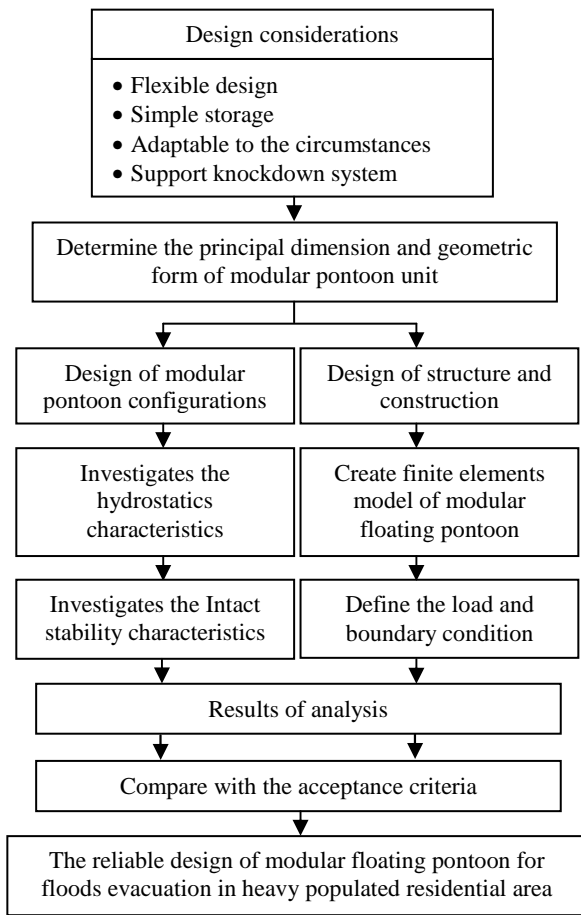 Design considerations
• Flexible design
• Simple storage
• Adaptable to the circumstances
• Support knockdown system
Determine the principal dimension and geometric
form of modular pontoon unit
Design of modular
pontoon configurations
Design of structure and
construction
Investigates the
hydrostatics
characteristics
Create finite elements
model of modular
floating pontoon
Investigates the Intact
stability characteristics
Define the load and
boundary condition
Results of analysis
Compare with the acceptance criteria
The reliable design of modular floating pontoon for
floods evacuation in heavy populated residential area